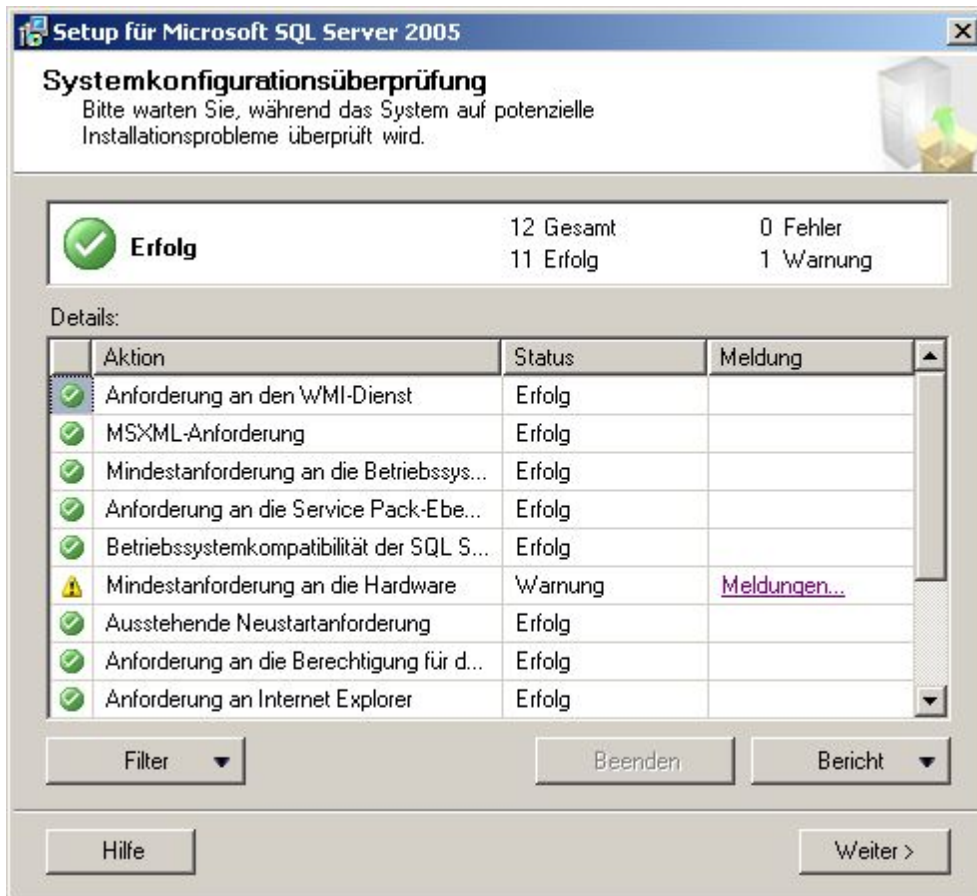 Setup für Microsoft SQL Server 2005
Systemkonfigurationsüberprüfung
Bitte warten Sie, während das System auf potenzielle
Installationsprobleme überprüft wird.
Erfolg
12 Gesamt 0 Fehler
11 Erfolg 1 Warnung
Details:
Aktion Status Meldung
Anforderung an den WMI-Dienst Erfolg
MSXML-Anforderung Erfolg
Mindestanforderung an die Betriebssys... Erfolg
Anforderung an die Service Pack-Ebe... Erfolg
Betriebssystemkompatibilität der SQL S... Erfolg
Mindestanforderung an die Hardware Warnung Meldungen...
Ausstehende Neustartanforderung Erfolg
Anforderung an die Berechtigung für d... Erfolg
Anforderung an Internet Explorer Erfolg
Filter Beenden Bericht
Hilfe Weiter >